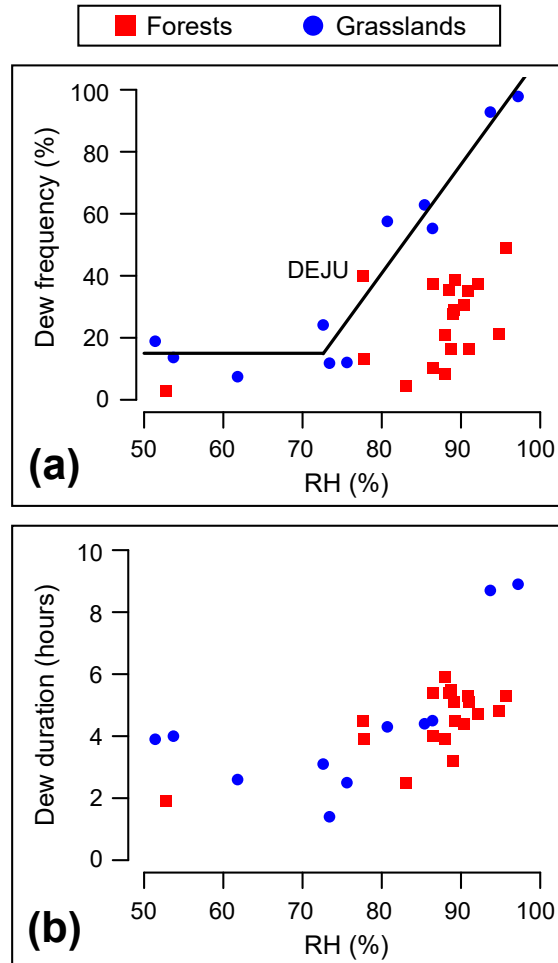 Forests Grasslands
100
80
60
40
20
0
Dew frequency (%)
DEJU
50 60 70 80 90 100
RH (%)
(a)
10
8
6
4
2
0
Dew duration (hours)
50 60 70 80 90 100
RH (%)
(b)